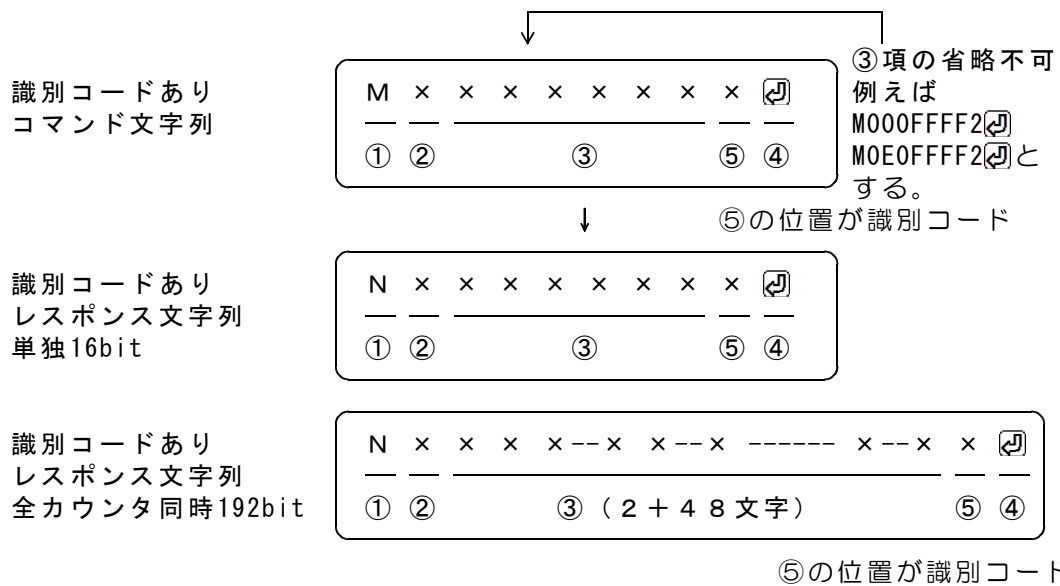 識別コードあり
コマンド文字列
M × × × × × × × × ↵
① ② ③ ⑤ ④
③項の省略不可
例えば
M000FFFF2↵
M0E0FFFF2↵と
する。
↓
⑤の位置が識別コード
識別コードあり
レスポンス文字列
単独16bit
N × × × × × × × × ↵
① ② ③ ⑤ ④
識別コードあり
レスポンス文字列
全カウンタ同時192bit
N × × × ×--× ×--× ------ ×--× × ↵
① ② ③(2+48文字) ⑤ ④
⑤の位置が識別コード